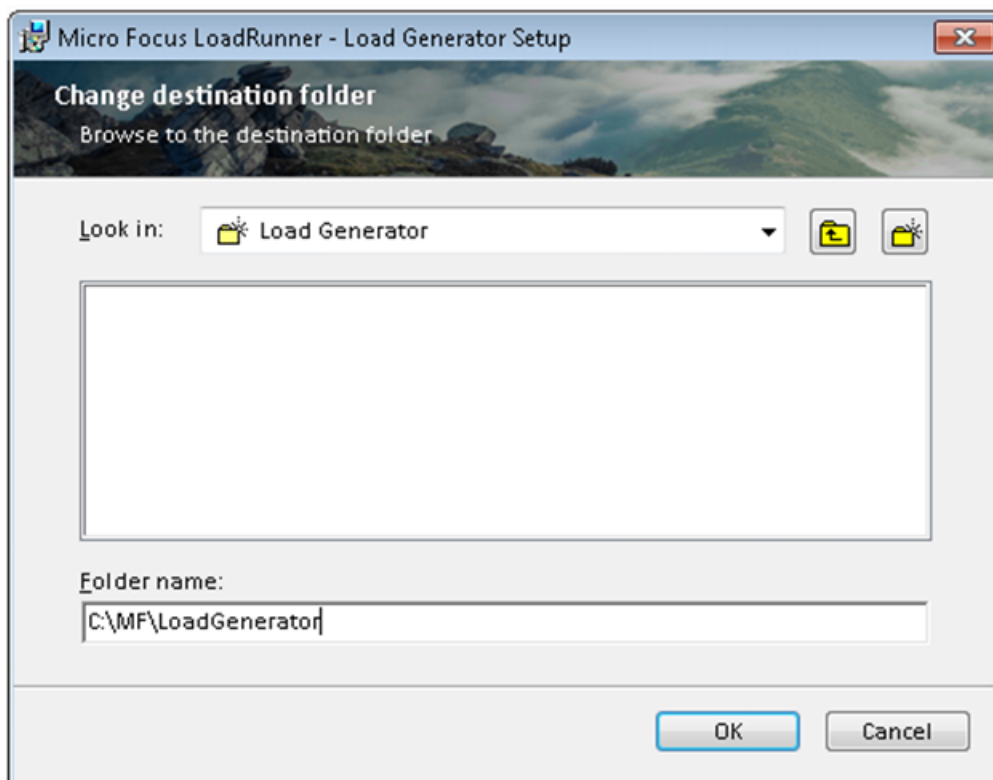 Micro Focus LoadRunner - Load Generator Setup
Change destination folder
Browse to the destination folder
Look in:
Load Generator
Folder name:
C:\MF\LoadGenerator
OK
Cancel